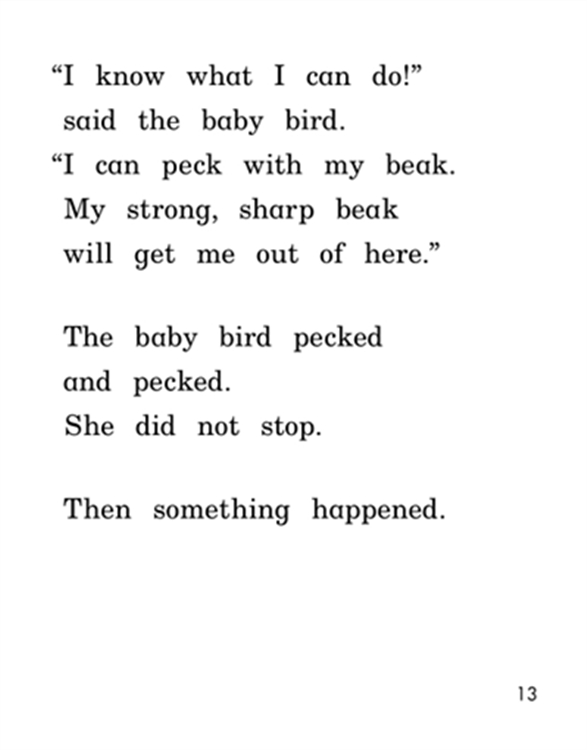 “I know what I can do!”
said the baby bird.
“I can peck with my beak.
My strong, sharp beak
will get me out of here.”
The baby bird pecked
and pecked.
She did not stop.
Then something happened.
13